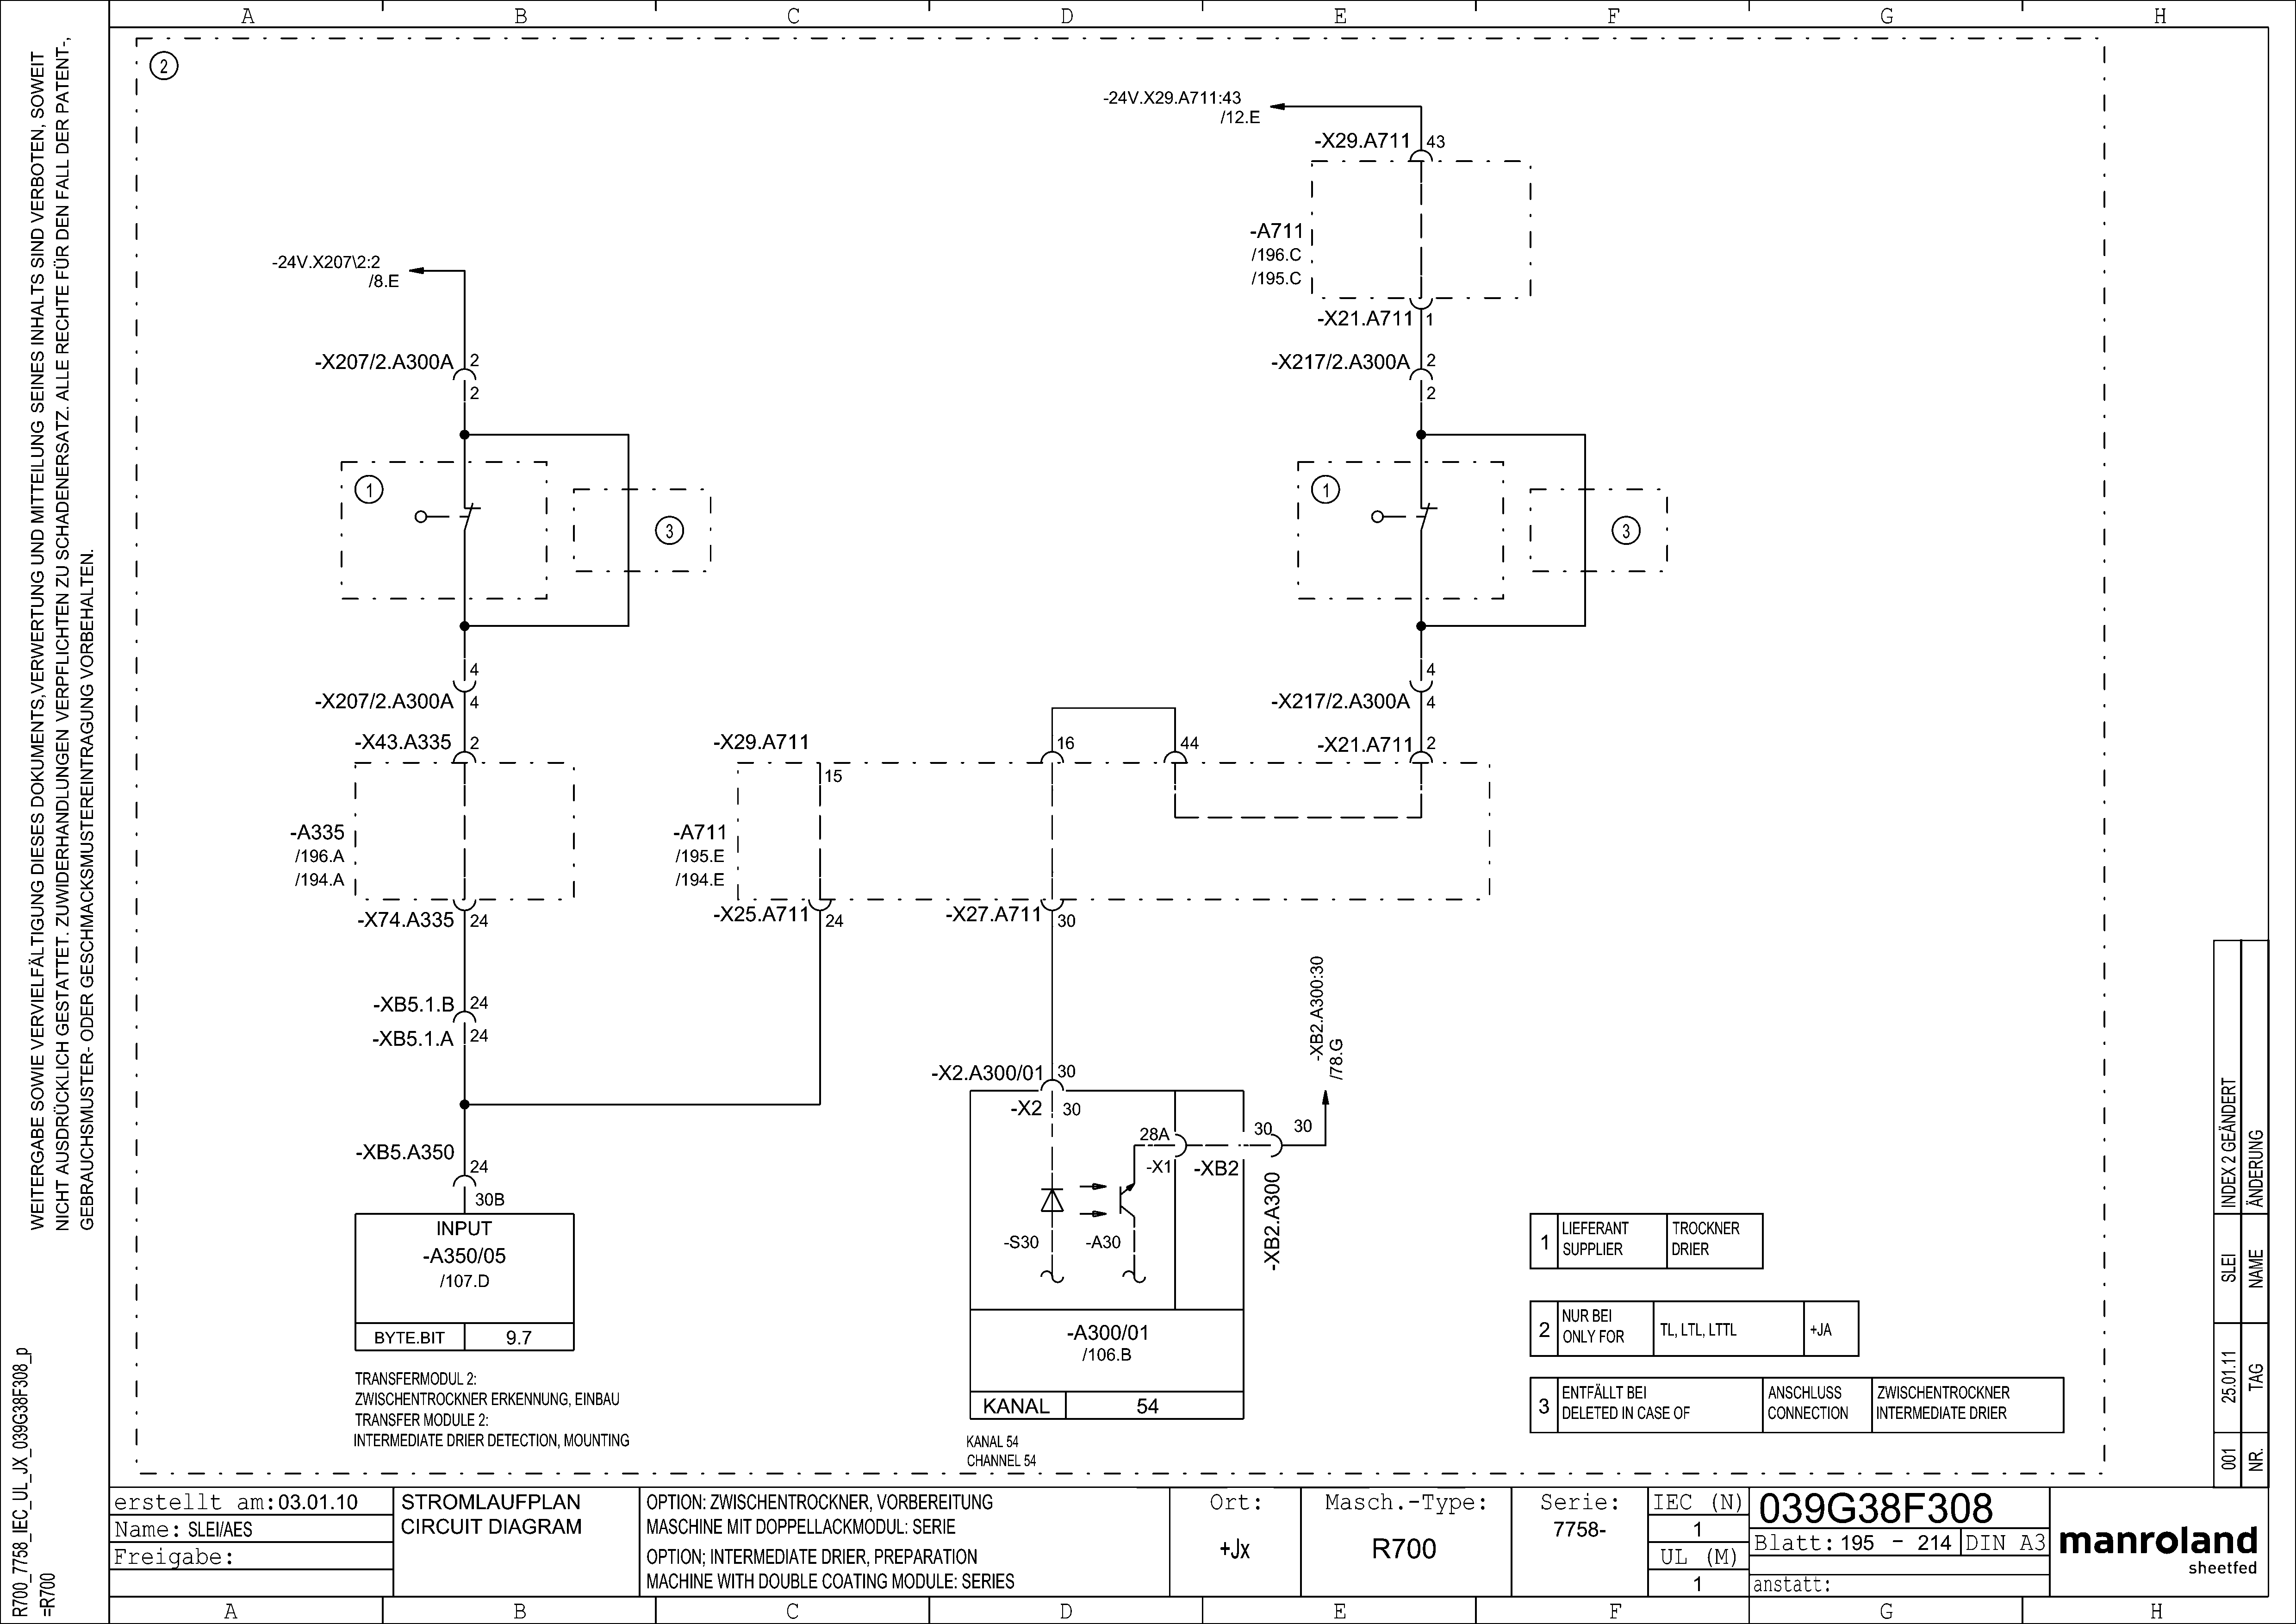 A B C D E F G H
2
-24V.X29.A711:43
/12.E
-X29.A711 43
-A711
/196.C
/195.C
-X21.A711 1
-24V.X207\2:2
/8.E
-X207/2.A300A 2
2
-X217/2.A300A 2
2
1
3
1
3
4
-X207/2.A300A 4
4
-X217/2.A300A 4
-X43.A335 2
-X29.A711
15
16
44
-X21.A711 2
-A335
/196.A
/194.A
-A711
/195.E
/194.E
-X74.A335 24
-X25.A711 24
-X27.A711 30
-XB5.1.B 24
-XB5.1.A 24
-XB5.A350
24
30B
INPUT
-A350/05
/107.D
BYTE.BIT 9.7
TRANSFERMODUL 2:
ZWISCHENTROCKNER ERKENNUNG, EINBAU
TRANSFER MODULE 2:
INTERMEDIATE DRIER DETECTION, MOUNTING
-X2.A300/01 30
-X2 30
28A
-X1
-XB2
30
30
-XB2.A300
-XB2.A300:30
/78.G
-S30
-A30
-A300/01
/106.B
KANAL 54
KANAL 54
CHANNEL 54
1 LIEFERANT TROCKNER
SUPPLIER DRIER
2 NUR BEI TL, LTL, LTTL +JA
ONLY FOR
3 ENTFÄLLT BEI ANSCHLUSS ZWISCHENTROCKNER
DELETED IN CASE OF CONNECTION INTERMEDIATE DRIER
WEITERGABE SOWIE VERVIELFÄLTIGUNG DIESES DOKUMENTS,VERWERTUNG UND MITTEILUNG SEINES INHALTS SIND VERBOTEN, SOWEIT
NICHT AUSDRÜCKLICH GESTATTET. ZUWIDERHANDLUNGEN VERPFLICHTEN ZU SCHADENERSATZ. ALLE RECHTE FÜR DEN FALL DER PATENT-,
GEBRAUCHSMUSTER- ODER GESCHMACKSMUSTEREINTRAGUNG VORBEHALTEN.
R700_7758_IEC_UL_JX_039G38F308_p
=R700
001 25.01.11 SLEI INDEX 2 GEÄNDERT
NR. TAG NAME ÄNDERUNG
erstellt am: 03.01.10
Name: SLEI/AES
Freigabe:
STROMLAUFPLAN
CIRCUIT DIAGRAM
OPTION: ZWISCHENTROCKNER, VORBEREITUNG
MASCHINE MIT DOPPELLACKMODUL: SERIE
OPTION; INTERMEDIATE DRIER, PREPARATION
MACHINE WITH DOUBLE COATING MODULE: SERIES
Ort:
+Jx
Masch.-Type:
R700
Serie:
7758-
IEC (N)
1
UL (M)
1
039G38F308
Blatt: 195 - 214 DIN A3
anstatt:
manroland
sheetfed
A B C D E F G H